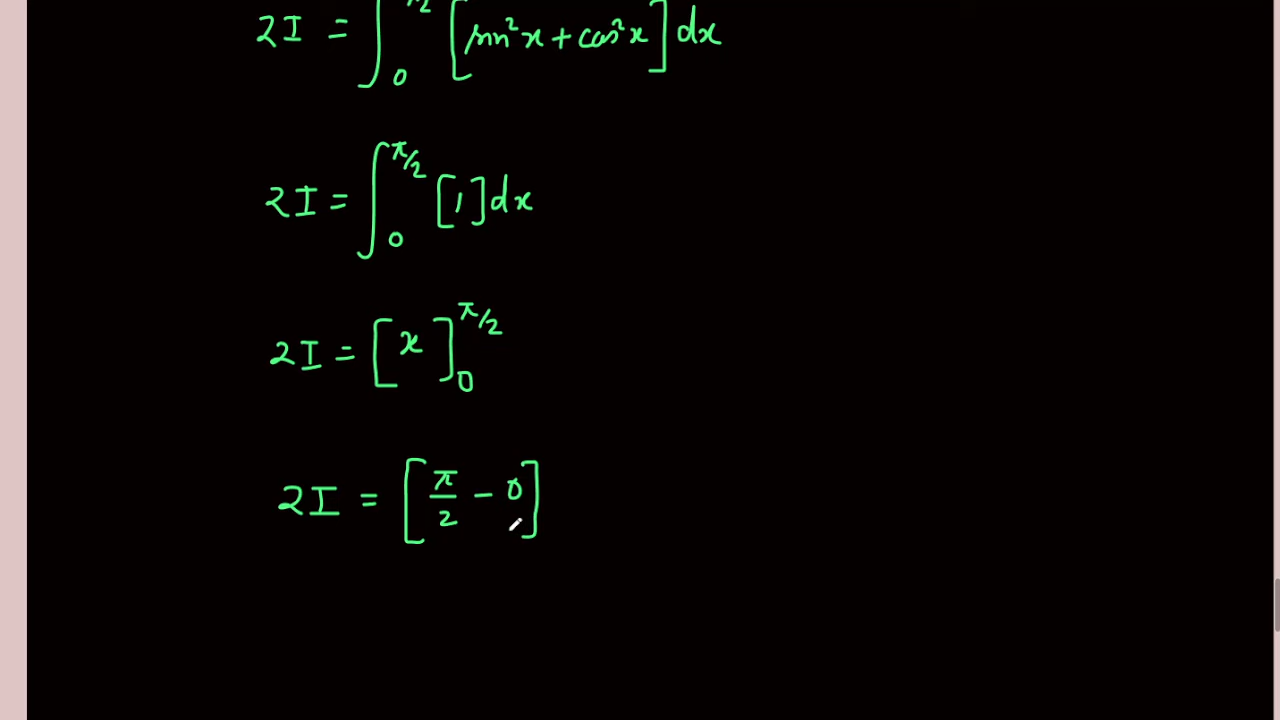 2I = ∫₀^π/2 [sin²x + cos²x] dx
2I = ∫₀^π/2 [1] dx
2I = [x]₀^π/2
2I = [π/2 − 0]